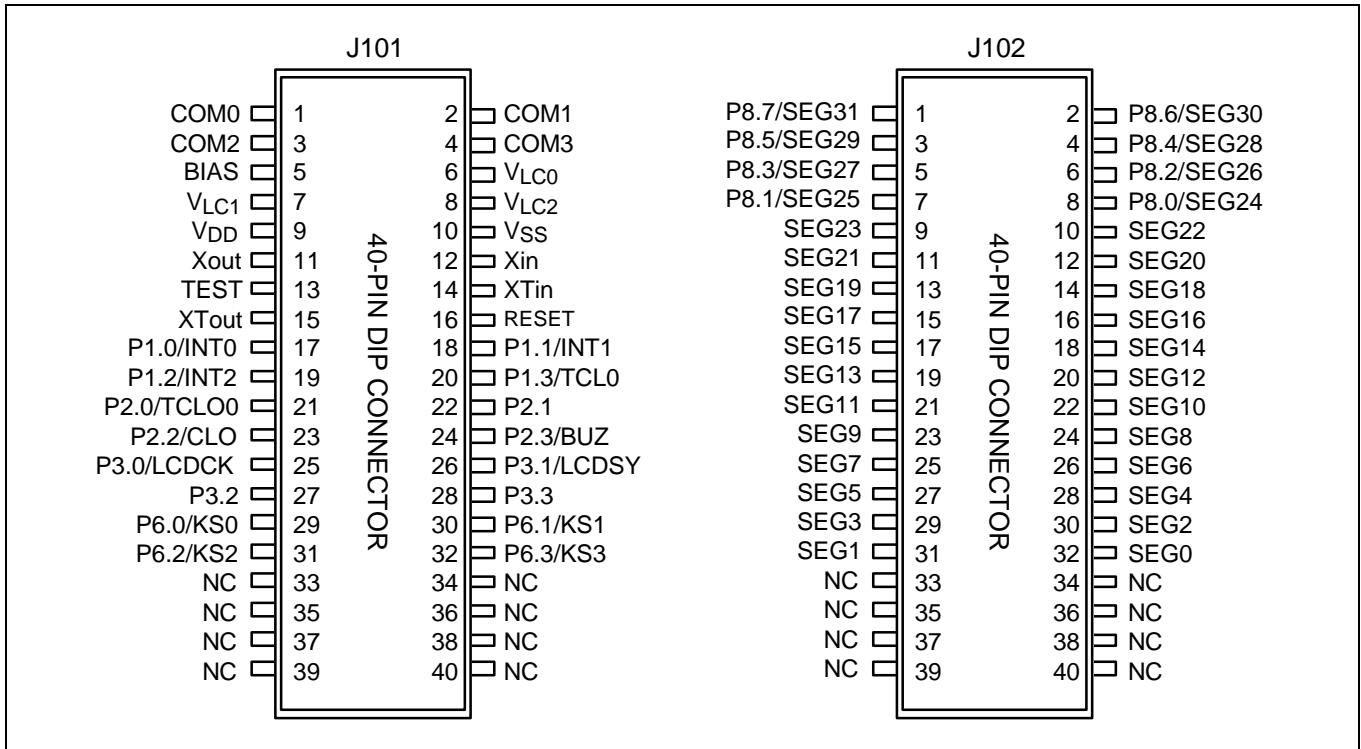 J101 J102
COM0 1 2 COM1 P8.7/SEG31 1 2 P8.6/SEG30
COM2 3 4 COM3 P8.5/SEG29 3 4 P8.4/SEG28
BIAS 5 6 VLC0 P8.3/SEG27 5 6 P8.2/SEG26
VLC1 7 8 VLC2 P8.1/SEG25 7 8 P8.0/SEG24
VDD 9 10 VSS SEG23 9 10 SEG22
Xout 11 12 Xin SEG21 11 12 SEG20
TEST 13 14 XTin SEG19 13 14 SEG18
XTout 15 16 RESET SEG17 15 16 SEG16
P1.0/INT0 17 18 P1.1/INT1 SEG15 17 18 SEG14
P1.2/INT2 19 20 P1.3/TCL0 SEG13 19 20 SEG12
P2.0/TCLO0 21 22 P2.1 SEG11 21 22 SEG10
P2.2/CLO 23 24 P2.3/BUZ SEG9 23 24 SEG8
P3.0/LCDCK 25 26 P3.1/LCDSY SEG7 25 26 SEG6
P3.2 27 28 P3.3 SEG5 27 28 SEG4
P6.0/KS0 29 30 P6.1/KS1 SEG3 29 30 SEG2
P6.2/KS2 31 32 P6.3/KS3 SEG1 31 32 SEG0
NC 33 34 NC NC 33 34 NC
NC 35 36 NC NC 35 36 NC
NC 37 38 NC NC 37 38 NC
NC 39 40 NC NC 39 40 NC
40-PIN DIP CONNECTOR
40-PIN DIP CONNECTOR